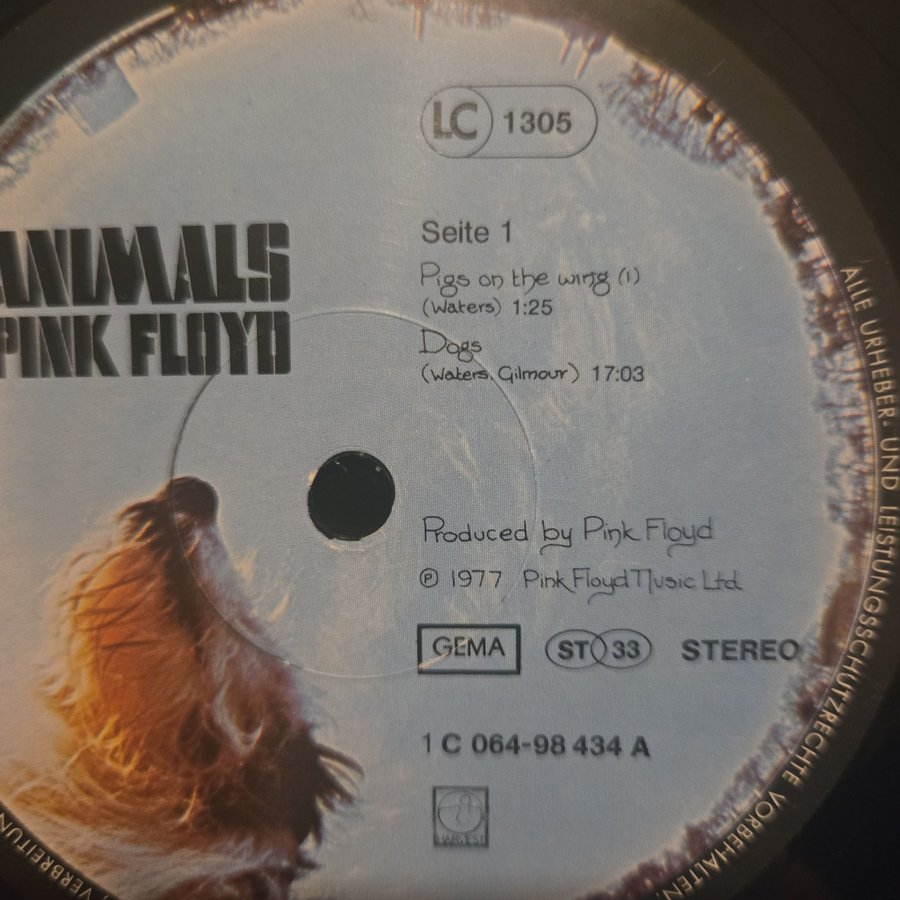 LC 1305
ANIMALS
PINK FLOYD
Seite 1
Pigs on the wing (1)
(Waters) 1:25
Dogs
(Waters, Gilmour) 17:03
Produced by Pink Floyd
℗ 1977 Pink Floyd Music Ltd.
GEMA ST 33 STEREO
1 C 064-98 434 A
HARVEST
ALLE URHEBER- UND LEISTUNGSSCHUTZRECHTE VORBEHALTEN.